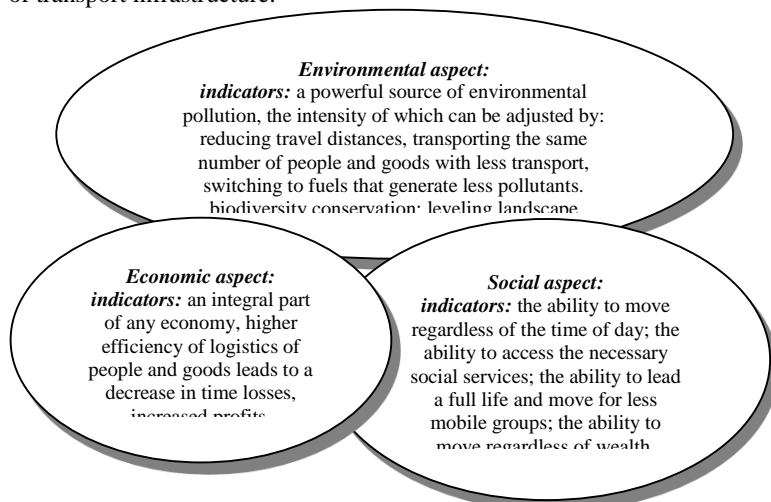 of transport infrastructure.
Environmental aspect:
indicators: a powerful source of environmental
pollution, the intensity of which can be adjusted by:
reducing travel distances, transporting the same
number of people and goods with less transport,
switching to fuels that generate less pollutants.
biodiversity conservation; leveling landscape
Economic aspect:
indicators: an integral part
of any economy, higher
efficiency of logistics of
people and goods leads to a
decrease in time losses,
increased profits
Social aspect:
indicators: the ability to move
regardless of the time of day; the
ability to access the necessary
social services; the ability to lead
a full life and move for less
mobile groups; the ability to
move regardless of wealth